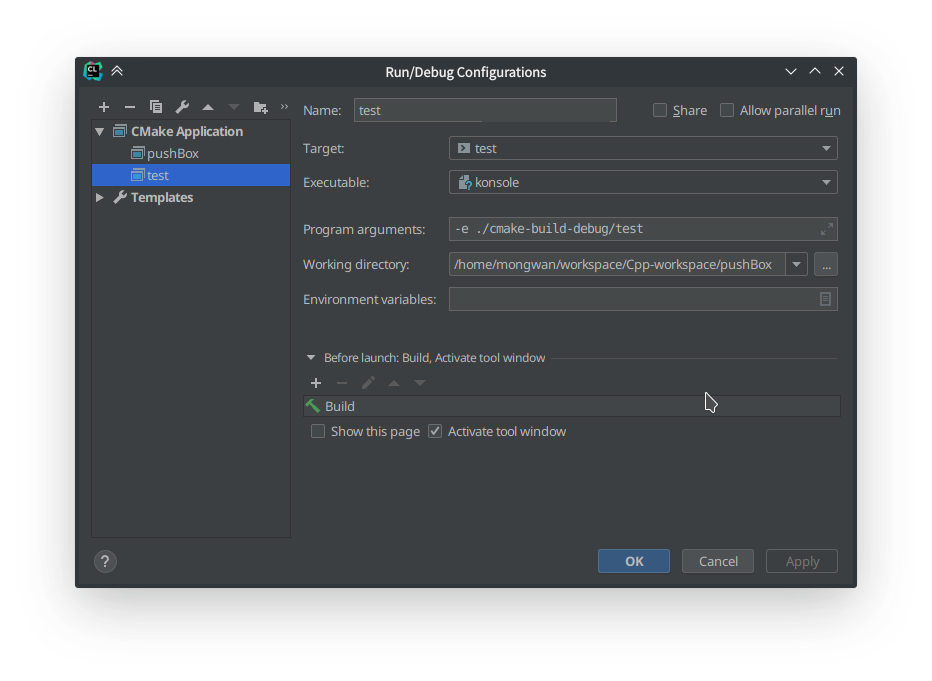 CL
Run/Debug Configurations
Name: test Share Allow parallel run
CMake Application
pushBox
test
Templates
Target: test
Executable: konsole
Program arguments: -e ./cmake-build-debug/test
Working directory: /home/mongwan/workspace/Cpp-workspace/pushBox ...
Environment variables:
Before launch: Build, Activate tool window
Build
Show this page Activate tool window
? OK Cancel Apply